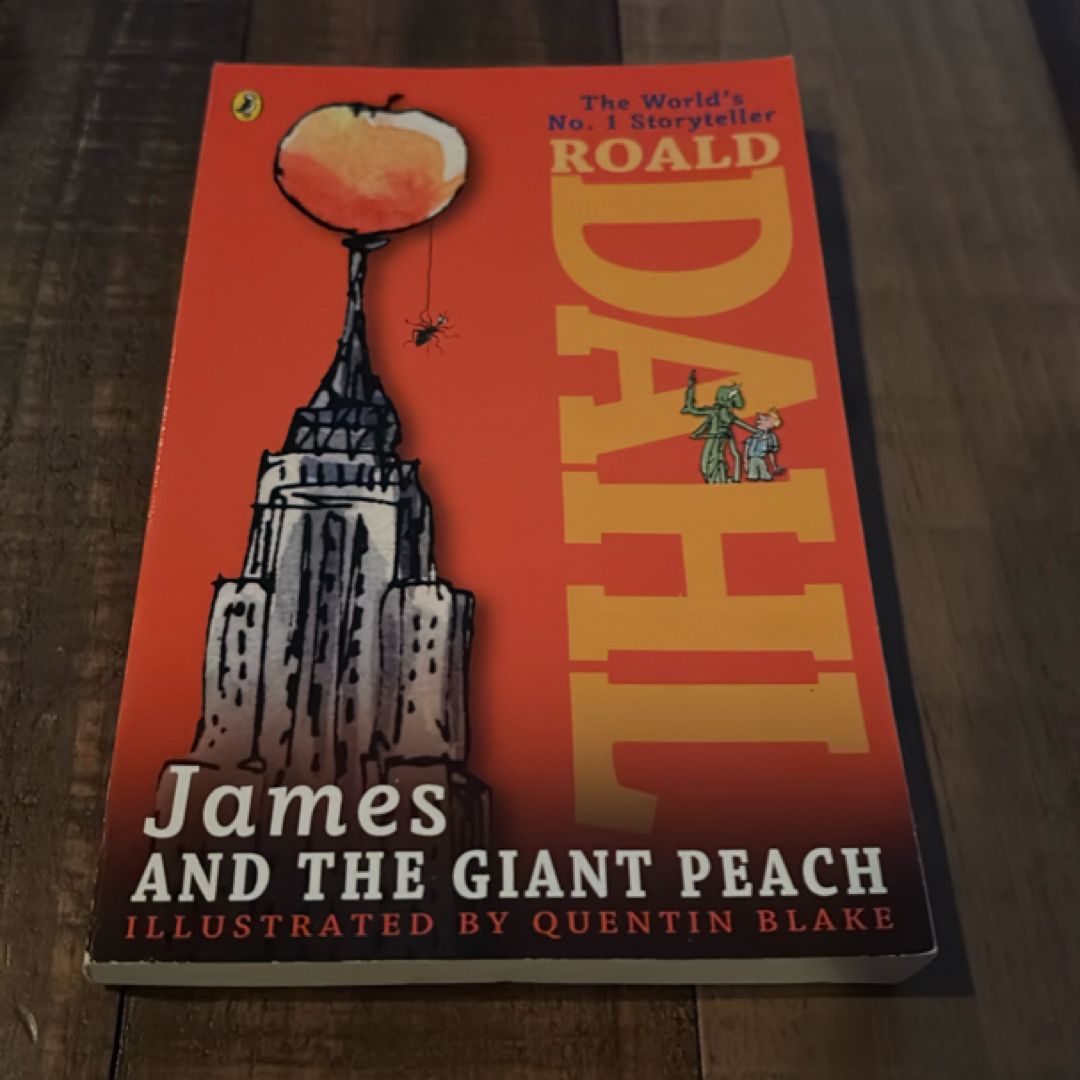 The World's
No. 1 Storyteller
ROALD
DAHL
James
AND THE GIANT PEACH
ILLUSTRATED BY QUENTIN BLAKE